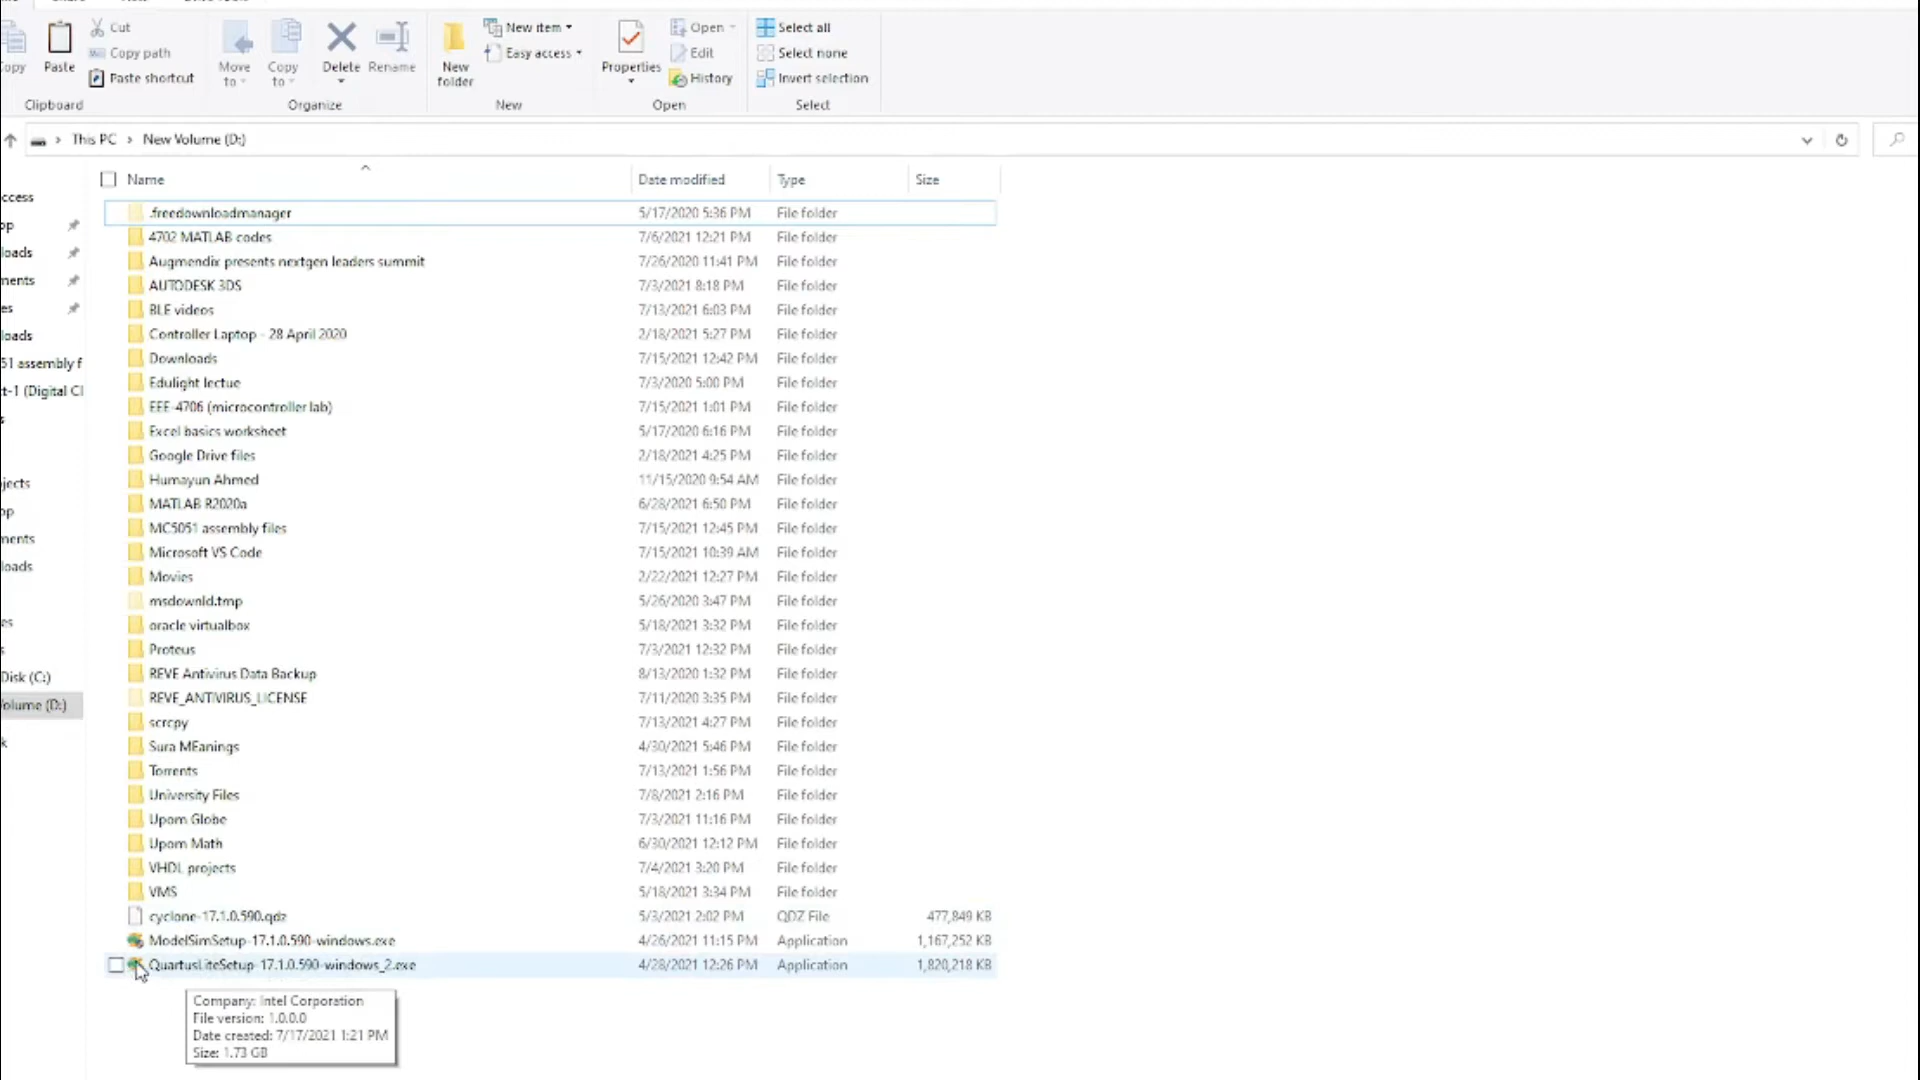 Cut
Copy path
Paste shortcut
Paste
Clipboard
Move to
Copy to
Delete
Rename
Organize
New folder
New item
Easy access
New
Properties
Open
Edit
History
Open
Select all
Select none
Invert selection
Select
This PC > New Volume (D:)
Name Date modified Type Size
.freedownloadmanager 5/17/2020 5:36 PM File folder
4702 MATLAB codes 7/6/2021 12:21 PM File folder
Augmendix presents nextgen leaders summit 7/26/2020 11:41 PM File folder
AUTODESK 3DS 7/3/2021 8:18 PM File folder
BLE videos 7/13/2021 6:03 PM File folder
Controller Laptop - 28 April 2020 2/18/2021 5:27 PM File folder
Downloads 7/15/2021 12:42 PM File folder
Edulight lectue 7/3/2020 5:00 PM File folder
EEE-4706 (microcontroller lab) 7/15/2021 1:01 PM File folder
Excel basics worksheet 5/17/2020 6:16 PM File folder
Google Drive files 2/18/2021 4:25 PM File folder
Humayun Ahmed 11/15/2020 9:54 AM File folder
MATLAB R2020a 6/28/2021 6:50 PM File folder
MC5051 assembly files 7/15/2021 12:45 PM File folder
Microsoft VS Code 7/15/2021 10:39 AM File folder
Movies 2/22/2021 12:27 PM File folder
msdownld.tmp 5/26/2020 3:47 PM File folder
oracle virtualbox 5/18/2021 3:32 PM File folder
Proteus 7/3/2021 12:32 PM File folder
REVE Antivirus Data Backup 8/13/2020 1:32 PM File folder
REVE_ANTIVIRUS_LICENSE 7/11/2020 3:35 PM File folder
scrcpy 7/13/2021 4:27 PM File folder
Sura MEanings 4/30/2021 5:46 PM File folder
Torrents 7/13/2021 1:56 PM File folder
University Files 7/8/2021 2:16 PM File folder
Upom Globe 7/3/2021 11:16 PM File folder
Upom Math 6/30/2021 12:12 PM File folder
VHDL projects 7/4/2021 3:20 PM File folder
VMS 5/18/2021 3:34 PM File folder
cyclone-17.1.0.590.qdz 5/3/2021 2:02 PM QDZ File 477,849 KB
ModelSimSetup-17.1.0.590-windows.exe 4/26/2021 11:15 PM Application 1,167,252 KB
QuartusLiteSetup-17.1.0.590-windows_2.exe 4/28/2021 12:26 PM Application 1,820,218 KB
Company: Intel Corporation
File version: 1.0.0.0
Date created: 7/17/2021 1:21 PM
Size: 1.73 GB
ccess
op
loads
ments
es
loads
51 assembly f
ct-1 (Digital Cl
s
jects
op
ments
loads
es
s
Disk (C:)
Volume (D:)
k